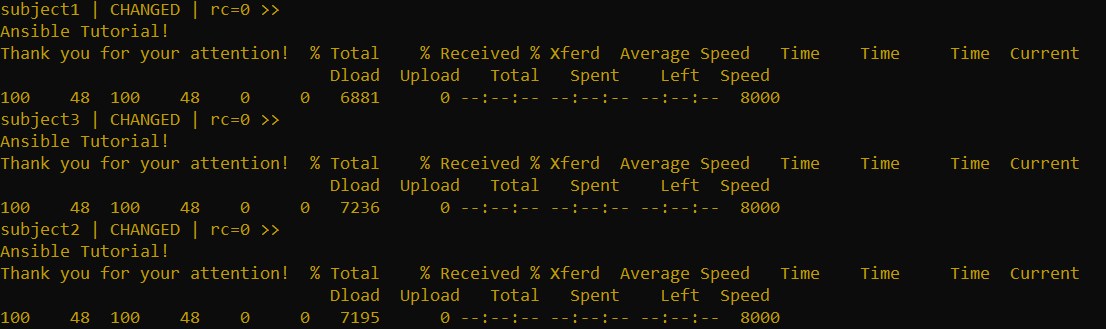 subject1 | CHANGED | rc=0 >>
Ansible Tutorial!
Thank you for your attention!  % Total    % Received % Xferd  Average Speed   Time    Time     Time  Current
                                 Dload  Upload   Total   Spent    Left  Speed
100    48  100    48    0     0   6881      0 --:--:-- --:--:-- --:--:--  8000
subject3 | CHANGED | rc=0 >>
Ansible Tutorial!
Thank you for your attention!  % Total    % Received % Xferd  Average Speed   Time    Time     Time  Current
                                 Dload  Upload   Total   Spent    Left  Speed
100    48  100    48    0     0   7236      0 --:--:-- --:--:-- --:--:--  8000
subject2 | CHANGED | rc=0 >>
Ansible Tutorial!
Thank you for your attention!  % Total    % Received % Xferd  Average Speed   Time    Time     Time  Current
                                 Dload  Upload   Total   Spent    Left  Speed
100    48  100    48    0     0   7195      0 --:--:-- --:--:-- --:--:--  8000